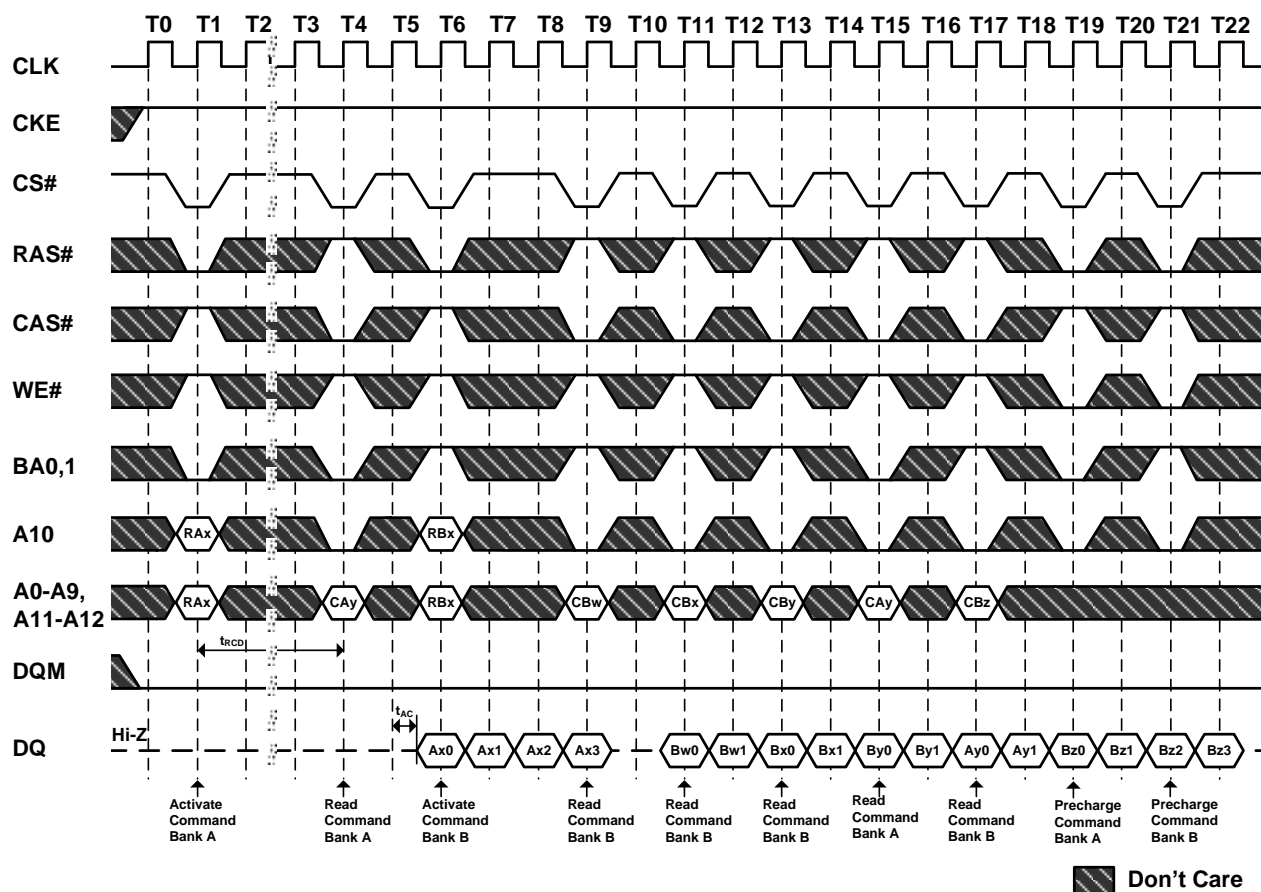 T0 T1 T2 T3 T4 T5 T6 T7 T8 T9 T10 T11 T12 T13 T14 T15 T16 T17 T18 T19 T20 T21 T22
CLK
CKE
CS#
RAS#
CAS#
WE#
BA0,1
A10
RAx RBx
A0-A9,
A11-A12
RAx CAy RBx CBw CBx CBy CAy CBz
tRCD
DQM
tAC
Hi-Z
DQ
Ax0 Ax1 Ax2 Ax3 Bw0 Bw1 Bx0 Bx1 By0 By1 Ay0 Ay1 Bz0 Bz1 Bz2 Bz3
Activate
Command
Bank A
Read
Command
Bank A
Activate
Command
Bank B
Read
Command
Bank B
Read
Command
Bank B
Read
Command
Bank B
Read
Command
Bank A
Read
Command
Bank B
Precharge
Command
Bank A
Precharge
Command
Bank B
Don't Care